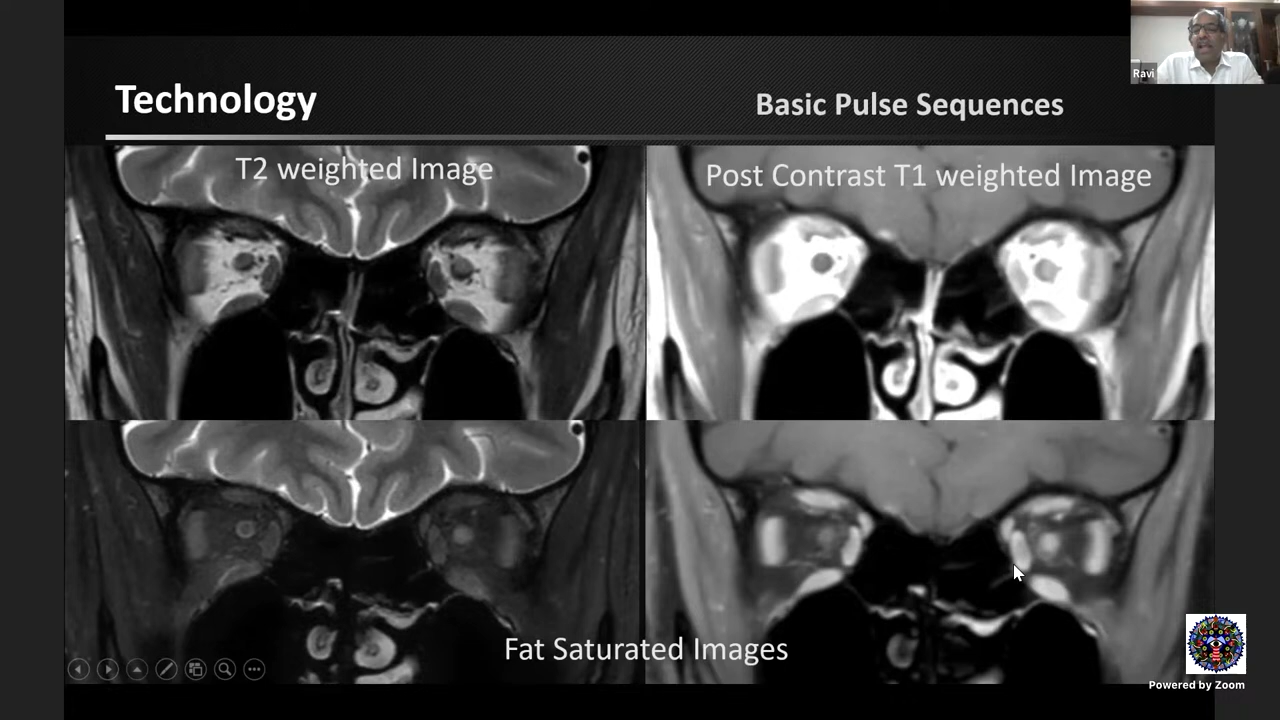 Ravi
Technology
Basic Pulse Sequences
T2 weighted Image
Post Contrast T1 weighted Image
Fat Saturated Images
Powered by Zoom